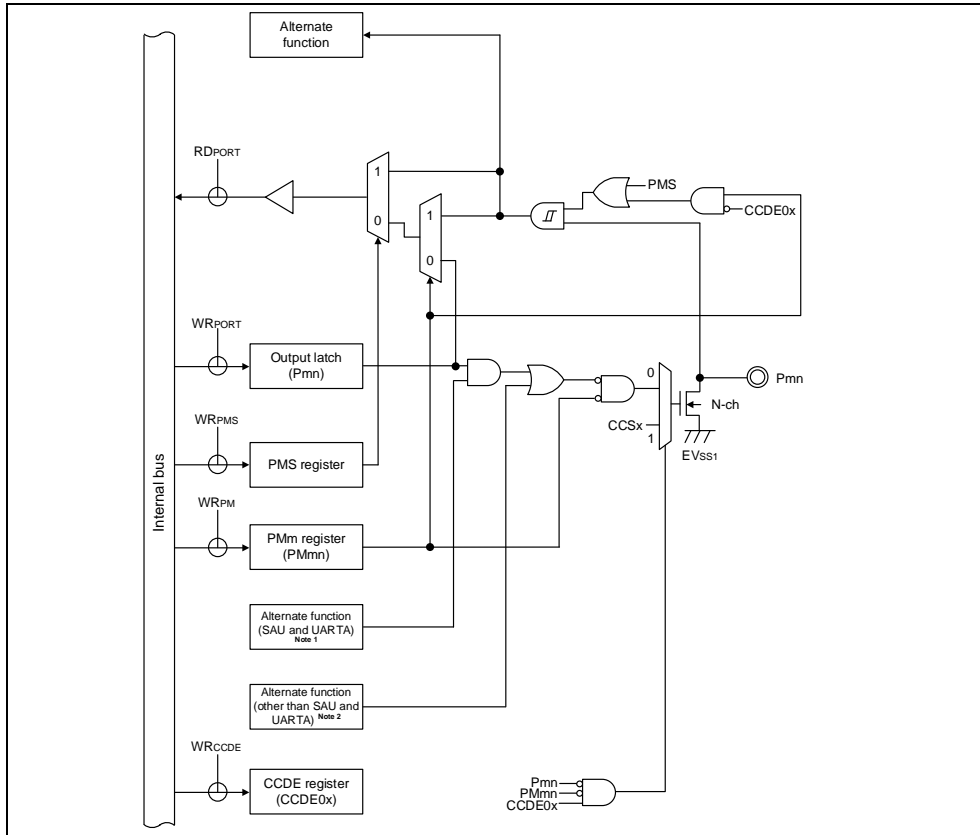 Alternate
function
RDPORT
1
0
1
0
PMS
CCDE0x
WRPORT
Output latch
(Pmn)
0
Pmn
N-ch
CCSx
1
EVSS1
WRPMS
PMS register
Internal bus
WRPM
PMm register
(PMmn)
Alternate function
(SAU and UARTA)
Note 1
Alternate function
(other than SAU and
UARTA) Note 2
WRCCDE
CCDE register
(CCDE0x)
Pmn
PMmn
CCDE0x